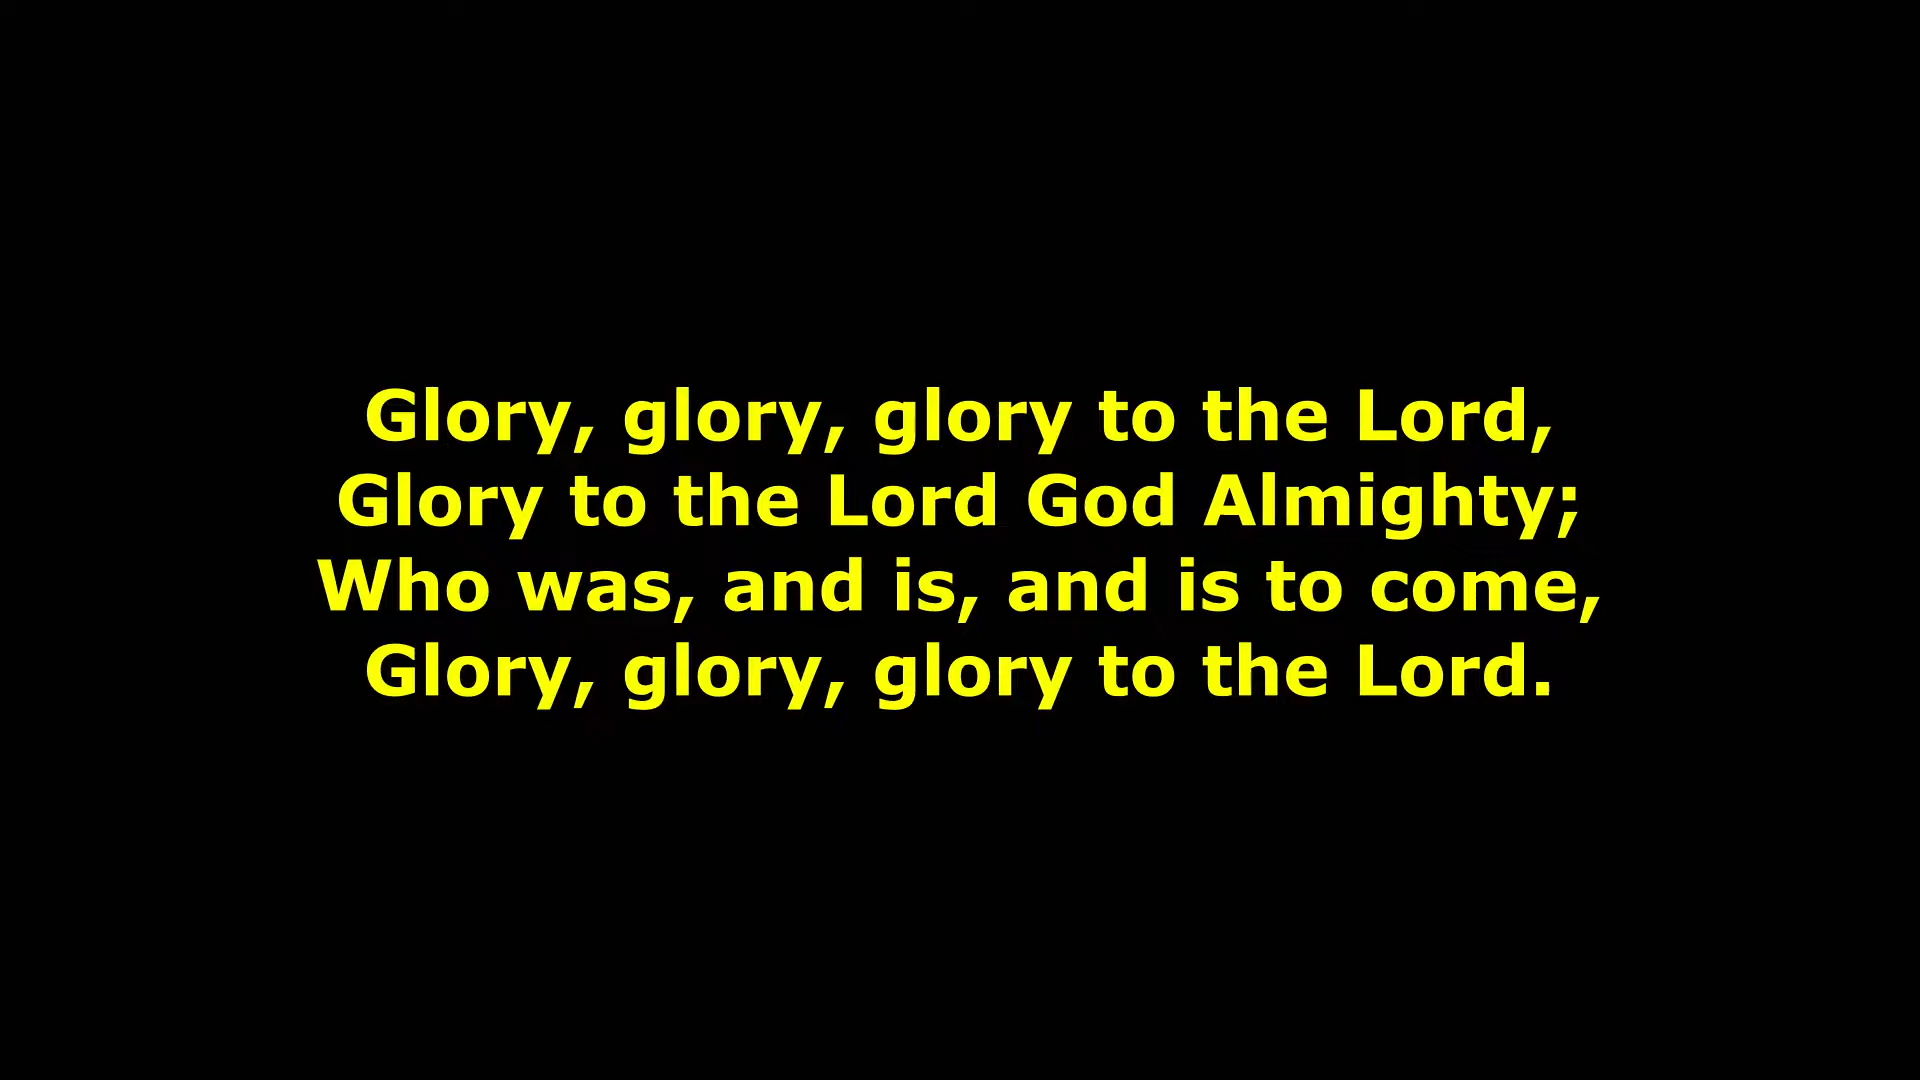 Glory, glory, glory to the Lord,
Glory to the Lord God Almighty;
Who was, and is, and is to come,
Glory, glory, glory to the Lord.